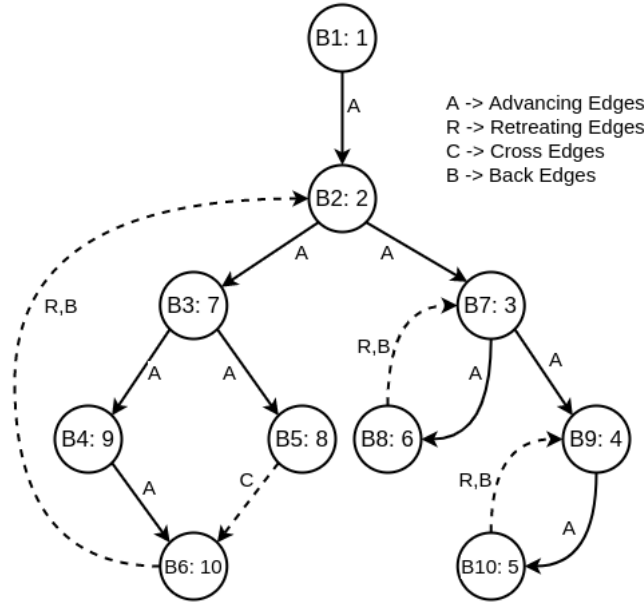 B1: 1
A
A -> Advancing Edges
R -> Retreating Edges
C -> Cross Edges
B -> Back Edges
B2: 2
A
A
R,B
B3: 7
B7: 3
R,B
A
A
A
A
B4: 9
B5: 8
B8: 6
B9: 4
A
C
R,B
A
B6: 10
B10: 5